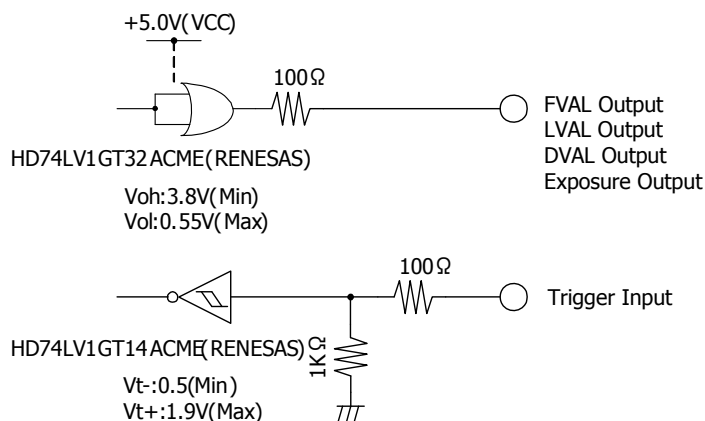 +5.0V(VCC)
100Ω
FVAL Output
LVAL Output
DVAL Output
Exposure Output
HD74LV1GT32ACME(RENESAS)
Voh:3.8V(Min)
Vol:0.55V(Max)
100Ω
Trigger Input
HD74LV1GT14ACME(RENESAS)
1KΩ
Vt-:0.5(Min)
Vt+:1.9V(Max)